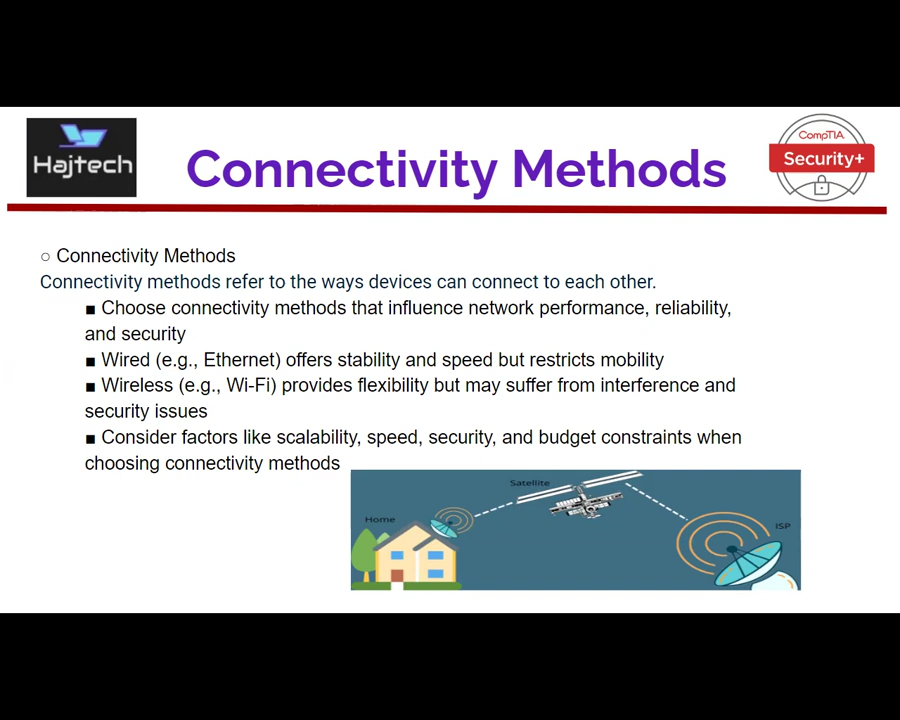 Hajtech
Connectivity Methods
CompTIA
Security+
○ Connectivity Methods
Connectivity methods refer to the ways devices can connect to each other.
■ Choose connectivity methods that influence network performance, reliability,
and security
■ Wired (e.g., Ethernet) offers stability and speed but restricts mobility
■ Wireless (e.g., Wi-Fi) provides flexibility but may suffer from interference and
security issues
■ Consider factors like scalability, speed, security, and budget constraints when
choosing connectivity methods
Satellite
Home
ISP